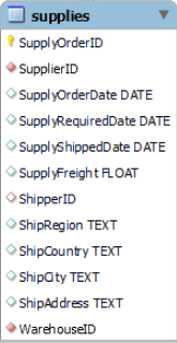 supplies
SupplyOrderID
SupplierID
SupplyOrderDate DATE
SupplyRequiredDate DATE
SupplyShippedDate DATE
SupplyFreight FLOAT
ShipperID
ShipRegion TEXT
ShipCountry TEXT
ShipCity TEXT
ShipAddress TEXT
WarehouseID